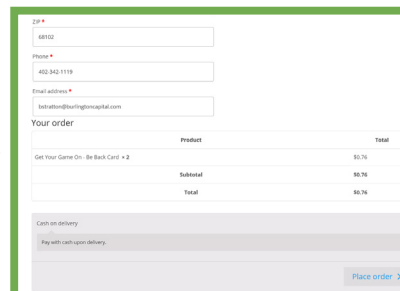 ZIP *
68102
Phone *
402-342-1119
Email address *
bstratton@burlingtoncapital.com
Your order
Product Total
Get Your Game On - Be Back Card × 2 $0.76
Subtotal $0.76
Total $0.76
Cash on delivery
Pay with cash upon delivery.
Place order